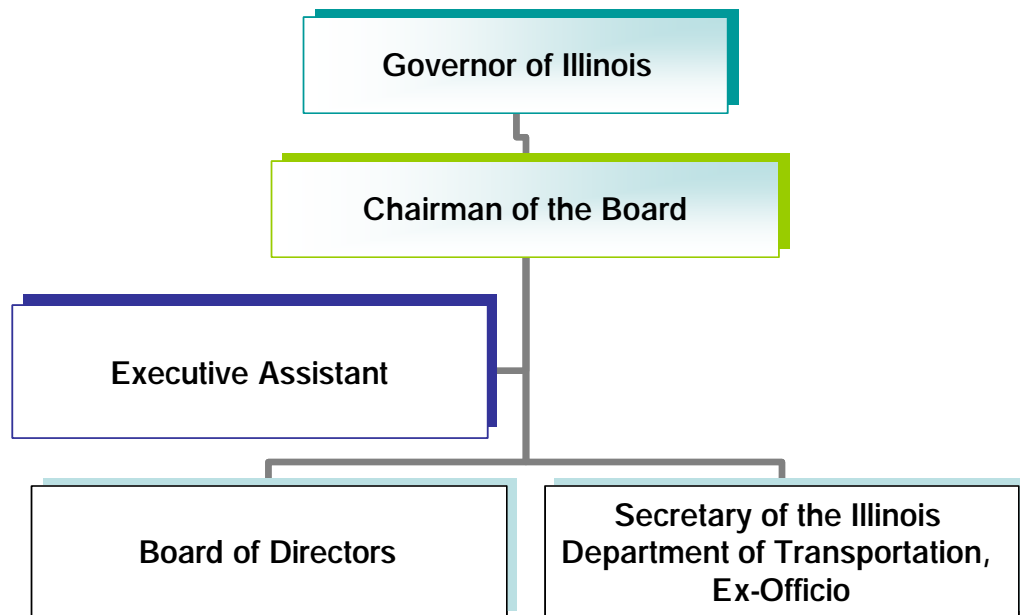 Governor of Illinois
Chairman of the Board
Executive Assistant
Board of Directors
Secretary of the Illinois
Department of Transportation,
Ex-Officio